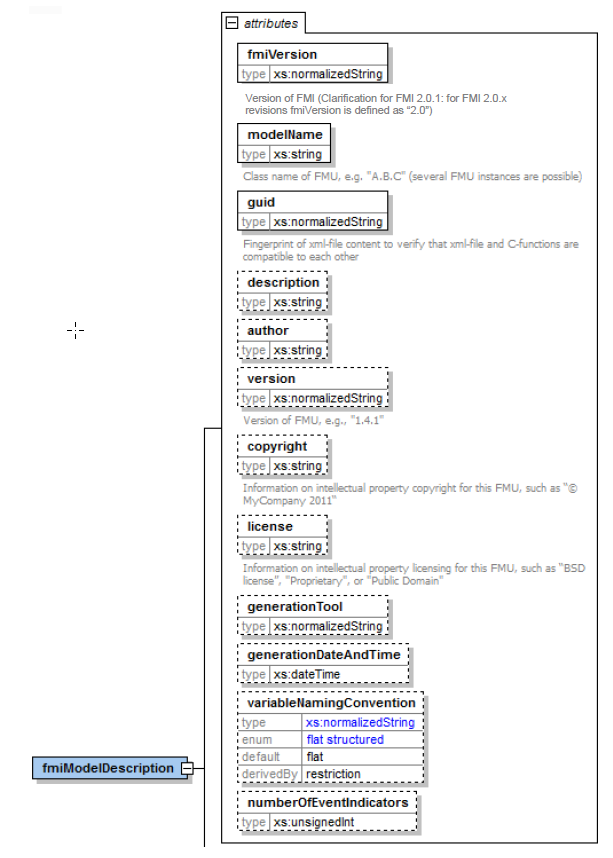 attributes
fmiVersion
type xs:normalizedString
Version of FMI (Clarification for FMI 2.0.1: for FMI 2.0.x
revisions fmiVersion is defined as “2.0”)
modelName
type xs:string
Class name of FMU, e.g. "A.B.C" (several FMU instances are possible)
guid
type xs:normalizedString
Fingerprint of xml-file content to verify that xml-file and C-functions are
compatible to each other
description
type xs:string
author
type xs:string
version
type xs:normalizedString
Version of FMU, e.g., "1.4.1"
copyright
type xs:string
Information on intellectual property copyright for this FMU, such as "©
MyCompany 2011"
license
type xs:string
Information on intellectual property licensing for this FMU, such as "BSD
license", "Proprietary", or "Public Domain"
generationTool
type xs:normalizedString
generationDateAndTime
type xs:dateTime
variableNamingConvention
type xs:normalizedString
enum flat structured
default flat
derivedBy restriction
fmiModelDescription
numberOfEventIndicators
type xs:unsignedInt